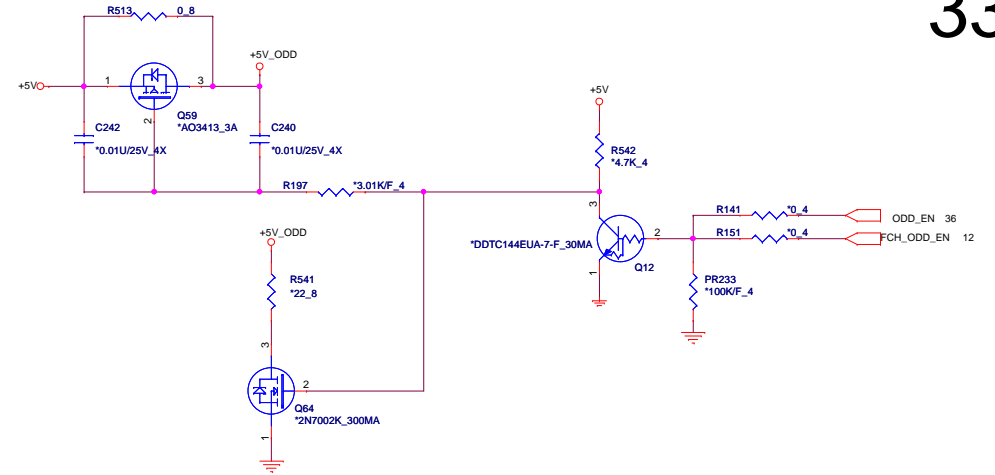 33
R513 0_8
+5V_ODD
+5V
1
3
2
Q59
*AO3413_3A
C242
*0.01U/25V_4X
C240
*0.01U/25V_4X
+5V
R542
*4.7K_4
R197 *3.01K/F_4
3
*DDTC144EUA-7-F_30MA
2
Q12
1
R141 *0_4
ODD_EN 36
R151 *0_4
FCH_ODD_EN 12
PR233
*100K/F_4
+5V_ODD
R541
*22_8
3
2
Q64
*2N7002K_300MA
1